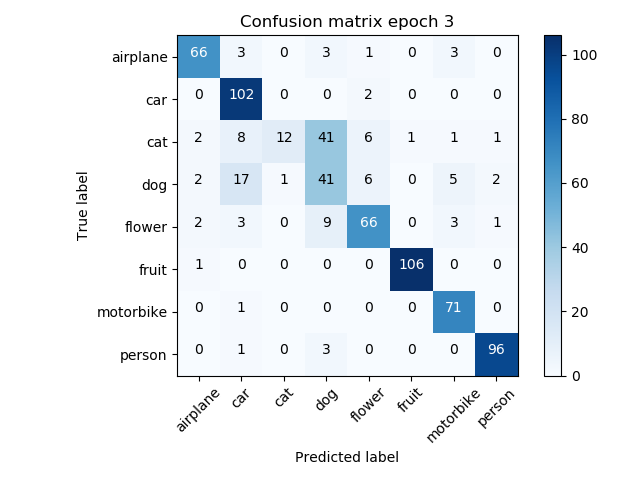 Confusion matrix epoch 3
airplane 66 3 0 3 1 0 3 0
car 0 102 0 0 2 0 0 0
cat 2 8 12 41 6 1 1 1
dog 2 17 1 41 6 0 5 2
flower 2 3 0 9 66 0 3 1
fruit 1 0 0 0 0 106 0 0
motorbike 0 1 0 0 0 0 71 0
person 0 1 0 3 0 0 0 96
airplane car cat dog flower fruit motorbike person
Predicted label
True label
100
80
60
40
20
0